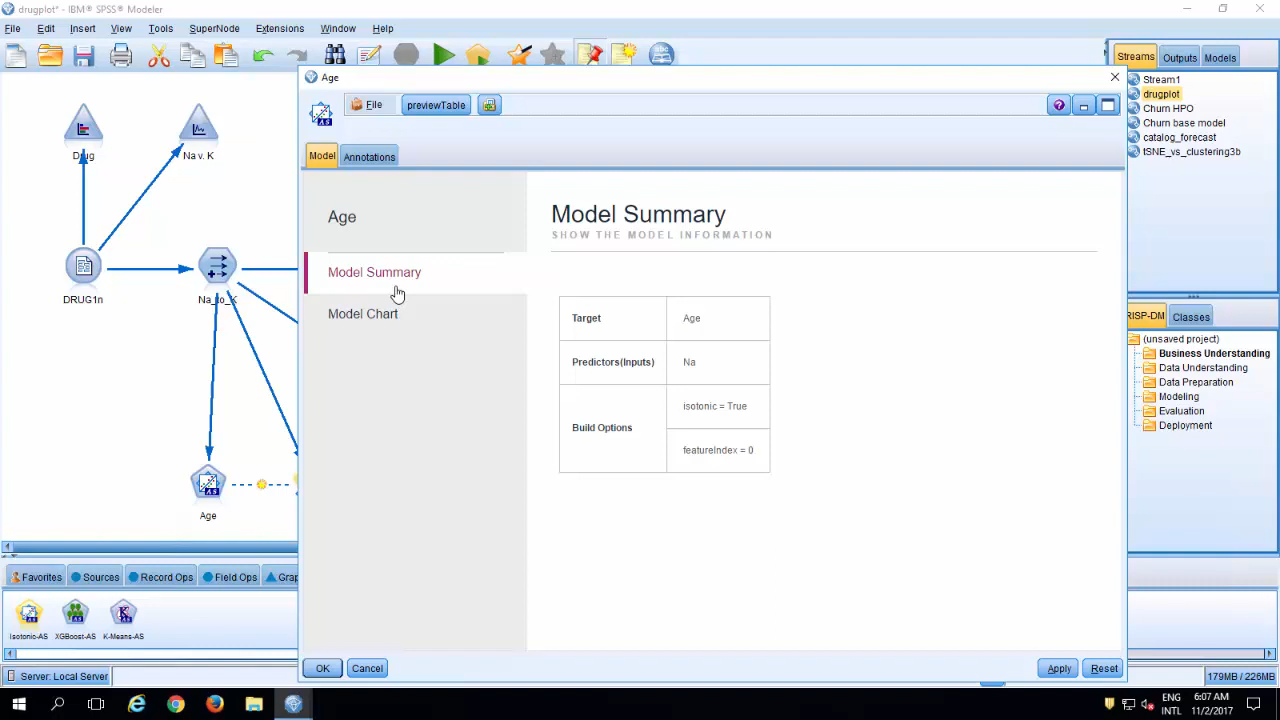 drugplot* - IBM® SPSS® Modeler
File Edit Insert View Tools SuperNode Extensions Window Help
Streams Outputs Models
Stream1
drugplot
Churn HPO
Churn base model
catalog_forecast
tSNE_vs_clustering3b
Age
File previewTable
Model Annotations
Age
Model Summary
Model Chart
Model Summary
SHOW THE MODEL INFORMATION
Target Age
Predictors(Inputs) Na
Build Options isotonic = True
featureIndex = 0
OK Cancel Apply Reset
Drug
Na v. K
DRUG1n
Na_to_K
AS
Age
RISP-DM Classes
(unsaved project)
Business Understanding
Data Understanding
Data Preparation
Modeling
Evaluation
Deployment
Favorites Sources Record Ops Field Ops Grap
Isotonic-AS XGBoost-AS K-Means-AS
Server: Local Server
179MB / 226MB
ENG
INTL
6:07 AM
11/2/2017